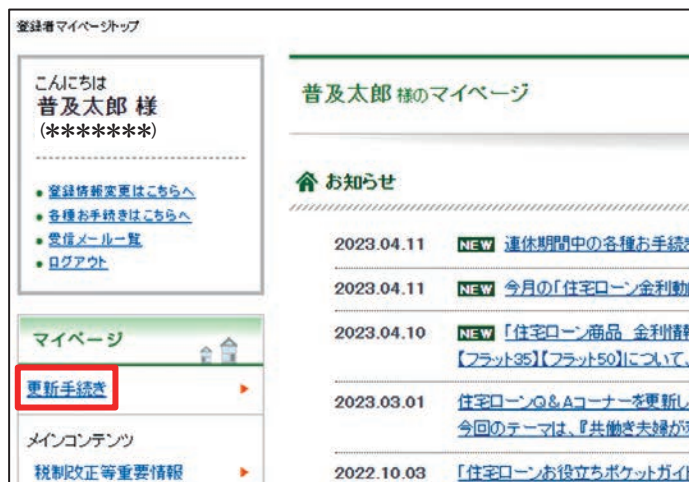 登録者マイページトップ
こんにちは
普及太郎 様
(*******)
登録情報変更はこちらへ
各種お手続きはこちらへ
受信メール一覧
ログアウト
マイページ
更新手続き
メインコンテンツ
税制改正等重要情報
普及太郎 様のマイページ
お知らせ
2023.04.11 NEW 連休期間中の各種お手続き
2023.04.11 NEW 今月の「住宅ローン金利動
2023.04.10 NEW 「住宅ローン商品 金利情報
【フラット35】【フラット50】について、
2023.03.01 住宅ローンQ&Aコーナーを更新し
今回のテーマは、『共働き夫婦が
2022.10.03 「住宅ローンお役立ちポケットガイ